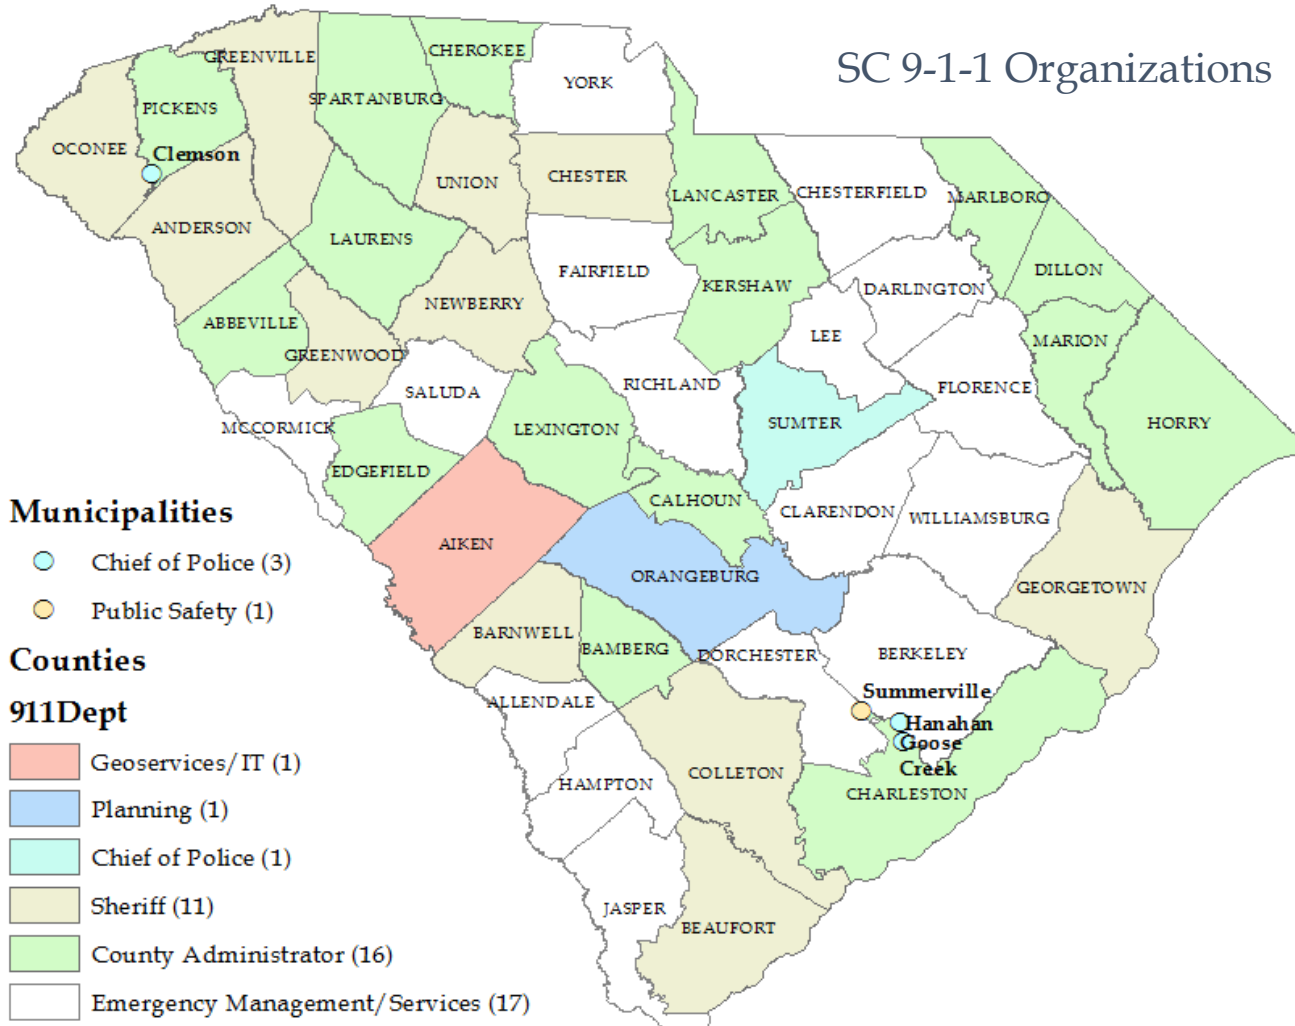 SC 9-1-1 Organizations
GREENVILLE
CHEROKEE
YORK
PICKENS
SPARTANBURG
OCONEE
Clemson
UNION
CHESTER
LANCASTER
CHESTERFIELD
MARLBORO
ANDERSON
LAURENS
FAIRFIELD
KERSHAW
DARLINGTON
DILLON
NEWBERRY
ABBEVILLE
GREENWOOD
LEE
MARION
SALUDA
RICHLAND
FLORENCE
MCCORMICK
LEXINGTON
SUMTER
HORRY
EDGEFIELD
CALHOUN
CLARENDON
WILLIAMSBURG
AIKEN
ORANGEBURG
GEORGETOWN
BARNWELL
BAMBERG
DORCHESTER
BERKELEY
ALLENDALE
Summerville
Hanahan
Goose
Creek
HAMPTON
COLLETON
CHARLESTON
JASPER
BEAUFORT
Municipalities
Chief of Police (3)
Public Safety (1)
Counties
911Dept
Geoservices/IT (1)
Planning (1)
Chief of Police (1)
Sheriff (11)
County Administrator (16)
Emergency Management/Services (17)